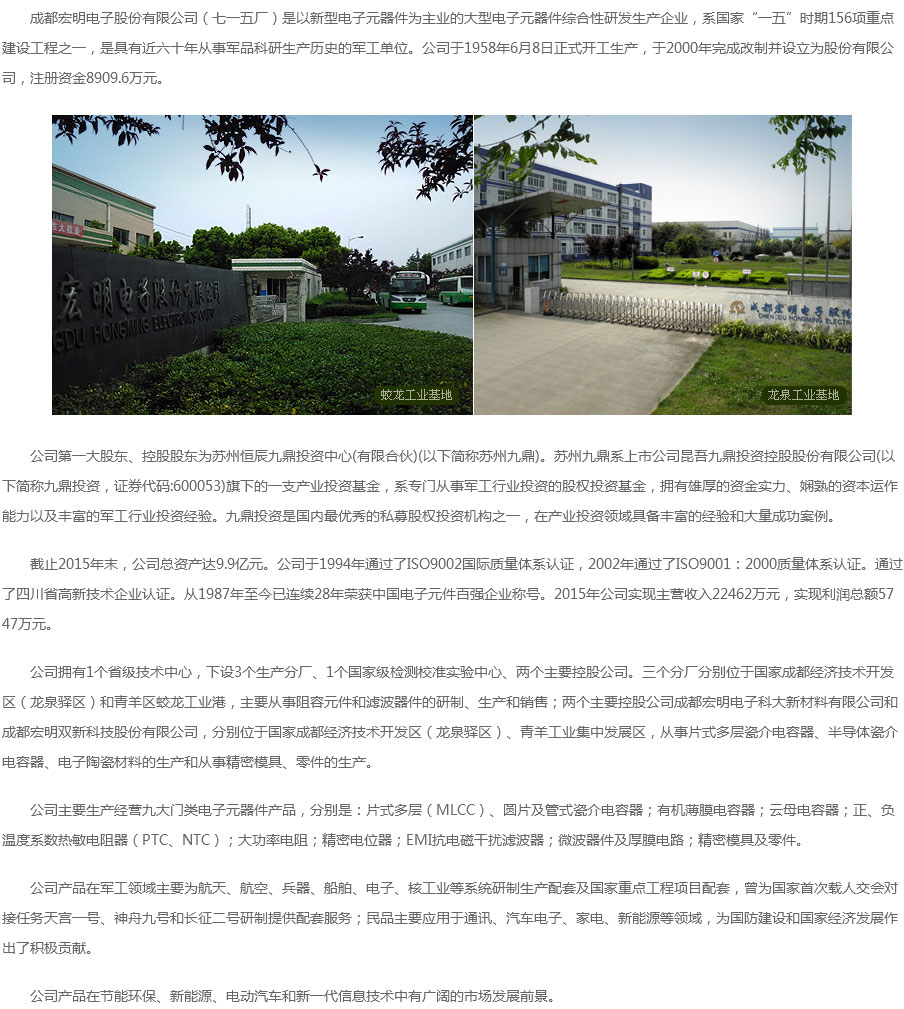 成都宏明电子股份有限公司（七一五厂）是以新型电子元器件为主业的大型电子元器件综合性研发生产企业，系国家“一五”时期156项重点
建设工程之一，是具有近六十年从事军品科研生产历史的军工单位。公司于1958年6月8日正式开工生产，于2000年完成改制并设立为股份有限公
司，注册资金8909.6万元。
车大检查
宏明电子股份有限公司
GDU HONGMING ELECTRONICS CO.,LTD
蛟龙工业基地
成都宏明电子股份
CHENGDU HONGMING ELECTR
龙泉工业基地
公司第一大股东、控股股东为苏州恒辰九鼎投资中心(有限合伙)(以下简称苏州九鼎)。苏州九鼎系上市公司昆吾九鼎投资控股股份有限公司(以
下简称九鼎投资，证券代码:600053)旗下的一支产业投资基金，系专门从事军工行业投资的股权投资基金，拥有雄厚的资金实力、娴熟的资本运作
能力以及丰富的军工行业投资经验。九鼎投资是国内最优秀的私募股权投资机构之一，在产业投资领域具备丰富的经验和大量成功案例。
截止2015年末，公司总资产达9.9亿元。公司于1994年通过了ISO9002国际质量体系认证，2002年通过了ISO9001：2000质量体系认证。通过
了四川省高新技术企业认证。从1987年至今已连续28年荣获中国电子元件百强企业称号。2015年公司实现主营收入22462万元，实现利润总额57
47万元。
公司拥有1个省级技术中心，下设3个生产分厂、1个国家级检测校准实验中心、两个主要控股公司。三个分厂分别位于国家成都经济技术开发
区（龙泉驿区）和青羊区蛟龙工业港，主要从事阻容元件和滤波器件的研制、生产和销售；两个主要控股公司成都宏明电子科大新材料有限公司和
成都宏明双新科技股份有限公司，分别位于国家成都经济技术开发区（龙泉驿区）、青羊工业集中发展区，从事片式多层瓷介电容器、半导体瓷介
电容器、电子陶瓷材料的生产和从事精密模具、零件的生产。
公司主要生产经营九大门类电子元器件产品，分别是：片式多层（MLCC）、圆片及管式瓷介电容器；有机薄膜电容器；云母电容器；正、负
温度系数热敏电阻器（PTC、NTC）；大功率电阻；精密电位器；EMI抗电磁干扰滤波器；微波器件及厚膜电路；精密模具及零件。
公司产品在军工领域主要为航天、航空、兵器、船舶、电子、核工业等系统研制生产配套及国家重点工程项目配套，曾为国家首次载人交会对
接任务天宫一号、神舟九号和长征二号研制提供配套服务；民品主要应用于通讯、汽车电子、家电、新能源等领域，为国防建设和国家经济发展作
出了积极贡献。
公司产品在节能环保、新能源、电动汽车和新一代信息技术中有广阔的市场发展前景。